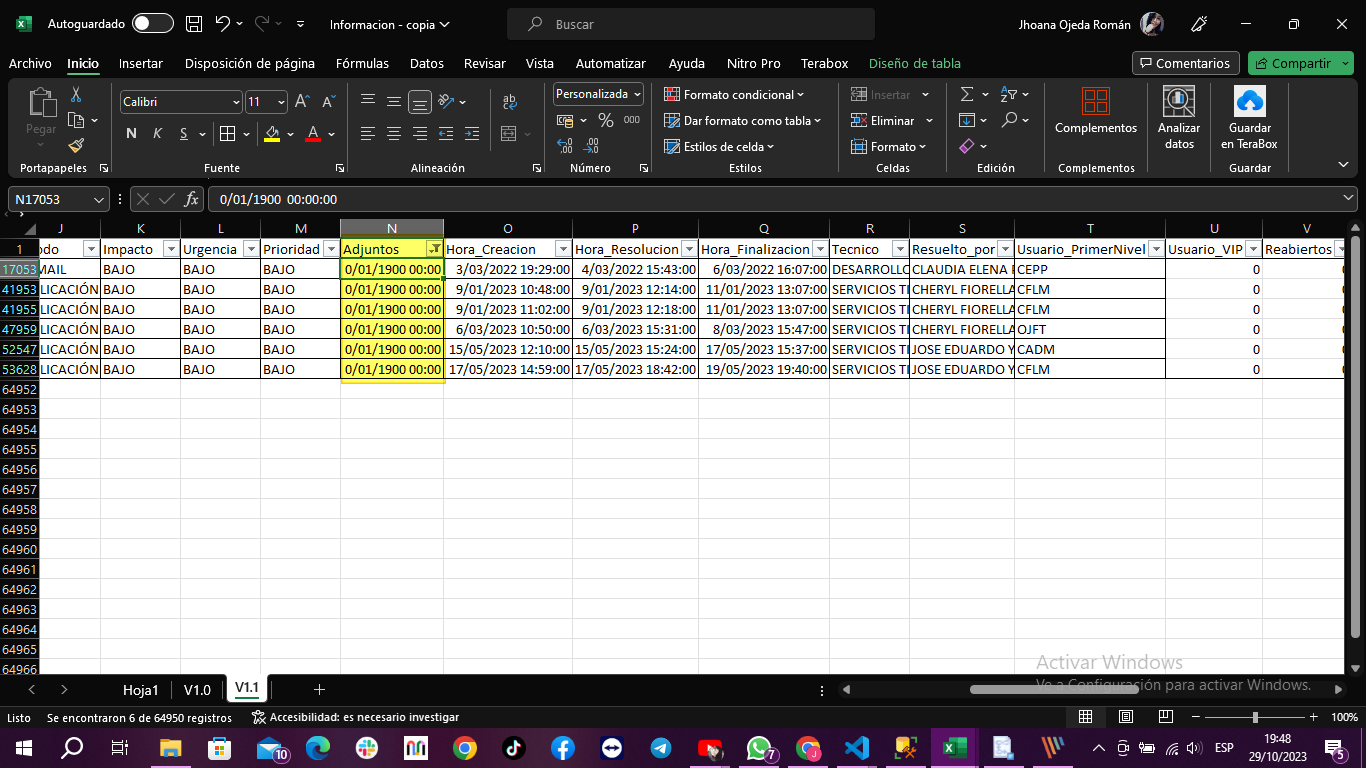 Autoguardado
Informacion - copia
Buscar
Jhoana Ojeda Román
Archivo Inicio Insertar Disposición de página Fórmulas Datos Revisar Vista Automatizar Ayuda Nitro Pro Terabox Diseño de tabla
Comentarios Compartir
Pegar
Portapapeles
Calibri 11
N K S
Fuente
ab
Alineación
Personalizada
% 000
Número
Formato condicional
Dar formato como tabla
Estilos de celda
Estilos
Insertar
Eliminar
Formato
Celdas
Edición
Complementos
Complementos
Analizar datos
Guardar en TeraBox
Guardar
N17053 fx 0/01/1900 00:00:00
J K L M N O P Q R S T U V
1 odo Impacto Urgencia Prioridad Adjuntos Hora_Creacion Hora_Resolucion Hora_Finalizacion Tecnico Resuelto_por Usuario_PrimerNivel Usuario_VIP Reabiertos
17053 MAIL BAJO BAJO BAJO 0/01/1900 00:00 3/03/2022 19:29:00 4/03/2022 15:43:00 6/03/2022 16:07:00 DESARROLLO CLAUDIA ELENA CEPP 0
41953 LICACIÓN BAJO BAJO BAJO 0/01/1900 00:00 9/01/2023 10:48:00 9/01/2023 12:14:00 11/01/2023 13:07:00 SERVICIOS TI CHERYL FIORELLA CFLM 0
41955 LICACIÓN BAJO BAJO BAJO 0/01/1900 00:00 9/01/2023 11:02:00 9/01/2023 12:18:00 11/01/2023 13:07:00 SERVICIOS TI CHERYL FIORELLA CFLM 0
47959 LICACIÓN BAJO BAJO BAJO 0/01/1900 00:00 6/03/2023 10:50:00 6/03/2023 15:31:00 8/03/2023 15:47:00 SERVICIOS TI CHERYL FIORELLA OJFT 0
52547 LICACIÓN BAJO BAJO BAJO 0/01/1900 00:00 15/05/2023 12:10:00 15/05/2023 15:24:00 17/05/2023 15:37:00 SERVICIOS TI JOSE EDUARDO Y CADM 0
53628 LICACIÓN BAJO BAJO BAJO 0/01/1900 00:00 17/05/2023 14:59:00 17/05/2023 18:42:00 19/05/2023 19:40:00 SERVICIOS TI JOSE EDUARDO Y CFLM 0
64952
64953
64954
64955
64956
64957
64958
64959
64960
64961
64962
64963
64964
64965
64966
Activar Windows
Ve a Configuración para activar Windows.
Hoja1 V1.0 V1.1
Listo Se encontraron 6 de 64950 registros Accesibilidad: es necesario investigar 100%
10
7
ESP
19:48
29/10/2023
5